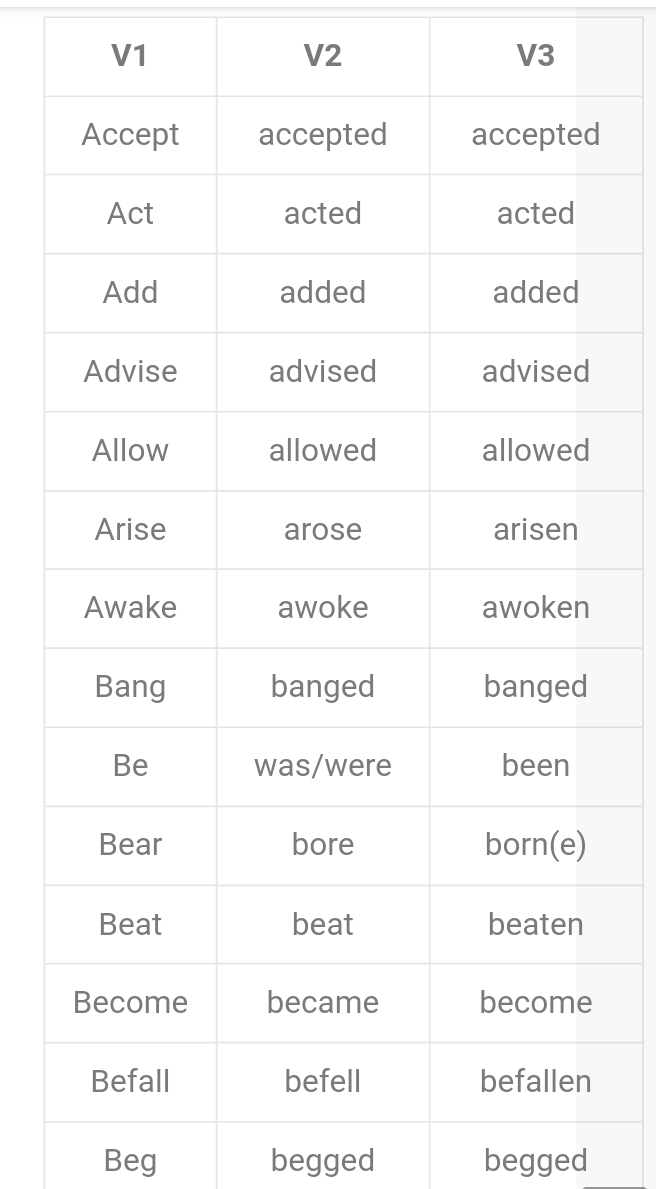 V1 V2 V3
Accept accepted accepted
Act acted acted
Add added added
Advise advised advised
Allow allowed allowed
Arise arose arisen
Awake awoke awoken
Bang banged banged
Be was/were been
Bear bore born(e)
Beat beat beaten
Become became become
Befall befell befallen
Beg begged begged